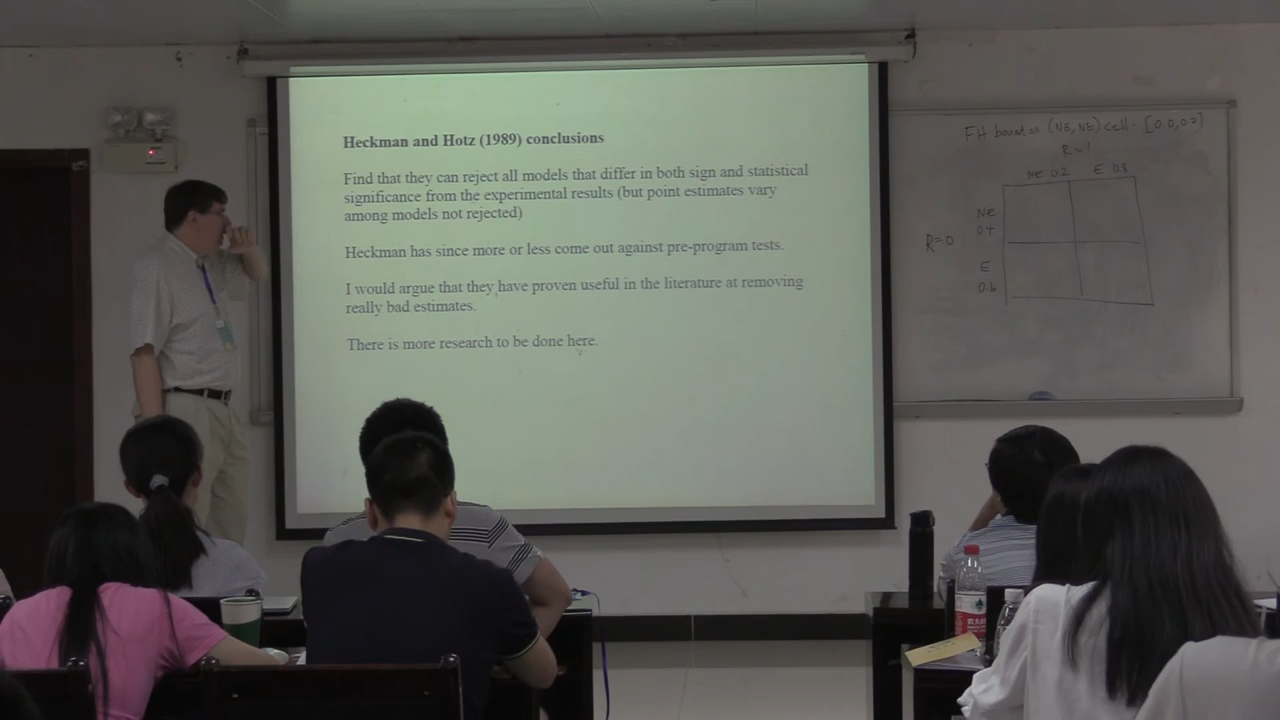 Heckman and Hotz (1989) conclusions
Find that they can reject all models that differ in both sign and statistical
significance from the experimental results (but point estimates vary
among models not rejected)
Heckman has since more or less come out against pre-program tests.
I would argue that they have proven useful in the literature at removing
really bad estimates.
There is more research to be done here.
FH bound on (NE, NE) cell: [0.0, 0.2]
R=1
NE 0.2 E 0.8
NE
0.4
R=0
E
0.6